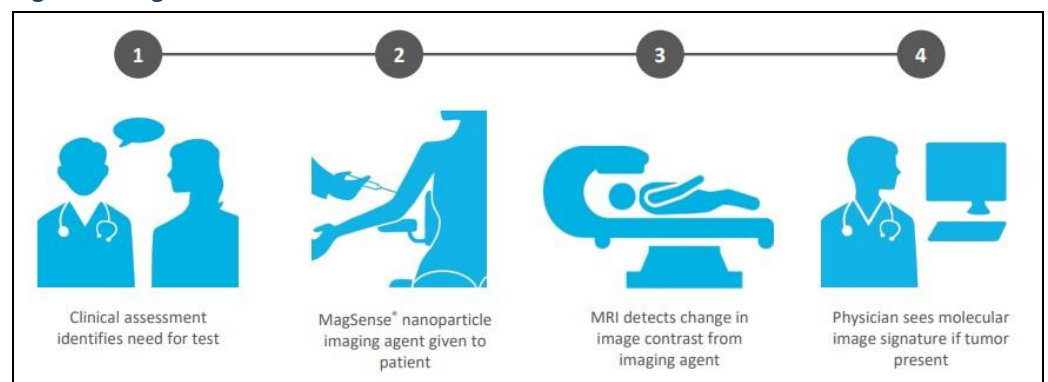 1
2
3
4
Clinical assessment
identifies need for test
MagSense® nanoparticle
imaging agent given to
patient
MRI detects change in
image contrast from
imaging agent
Physician sees molecular
image signature if tumor
present